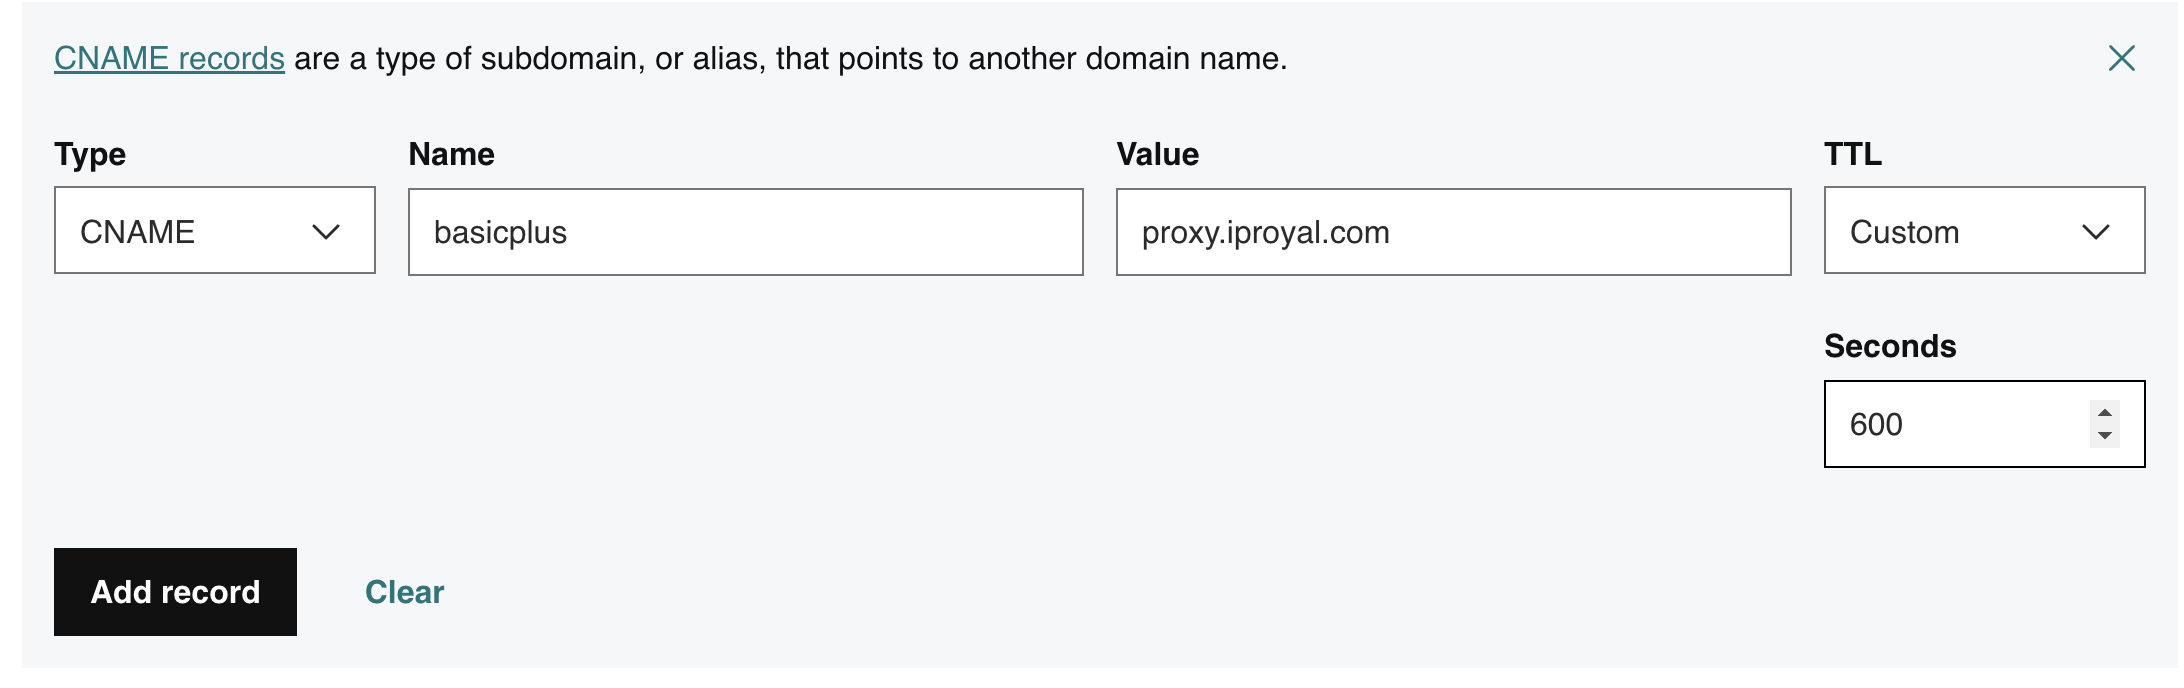 CNAME records are a type of subdomain, or alias, that points to another domain name.
Type Name Value TTL
CNAME basicplus proxy.iproyal.com Custom
Seconds
600
Add record Clear